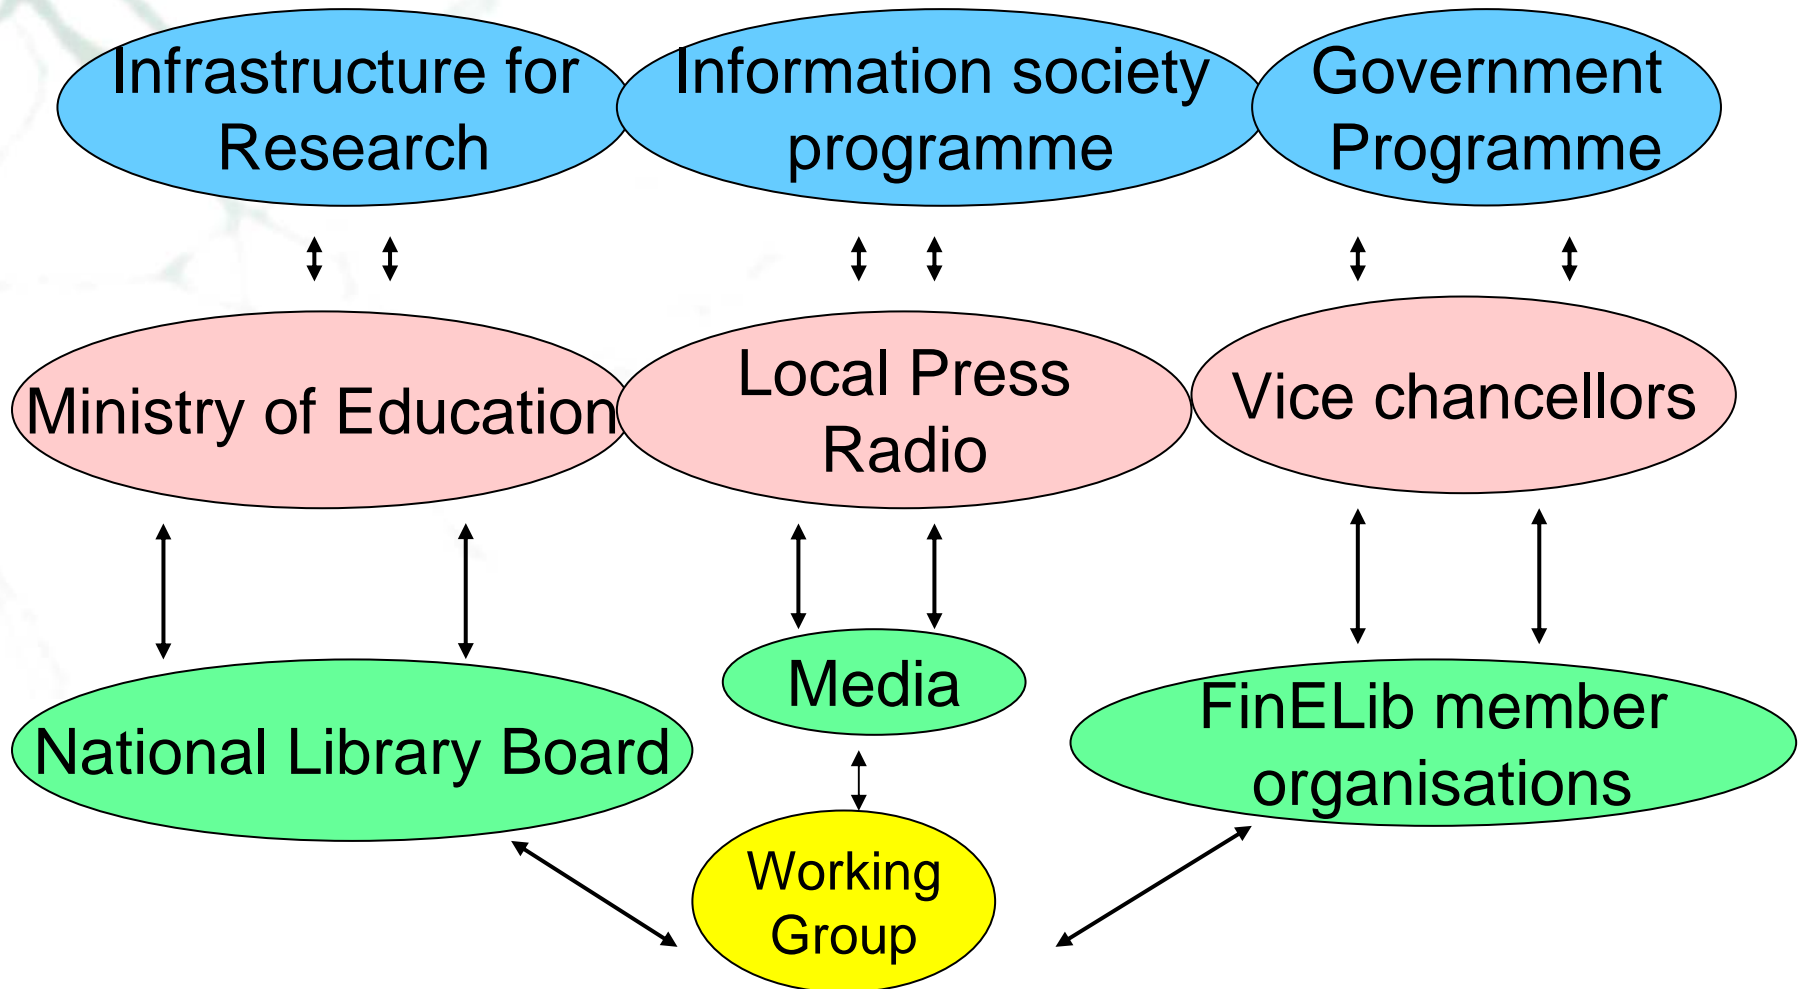 Infrastructure for
Research
Information society
programme
Government
Programme
Ministry of Education
Local Press
Radio
Vice chancellors
National Library Board
Media
FinELib member
organisations
Working
Group